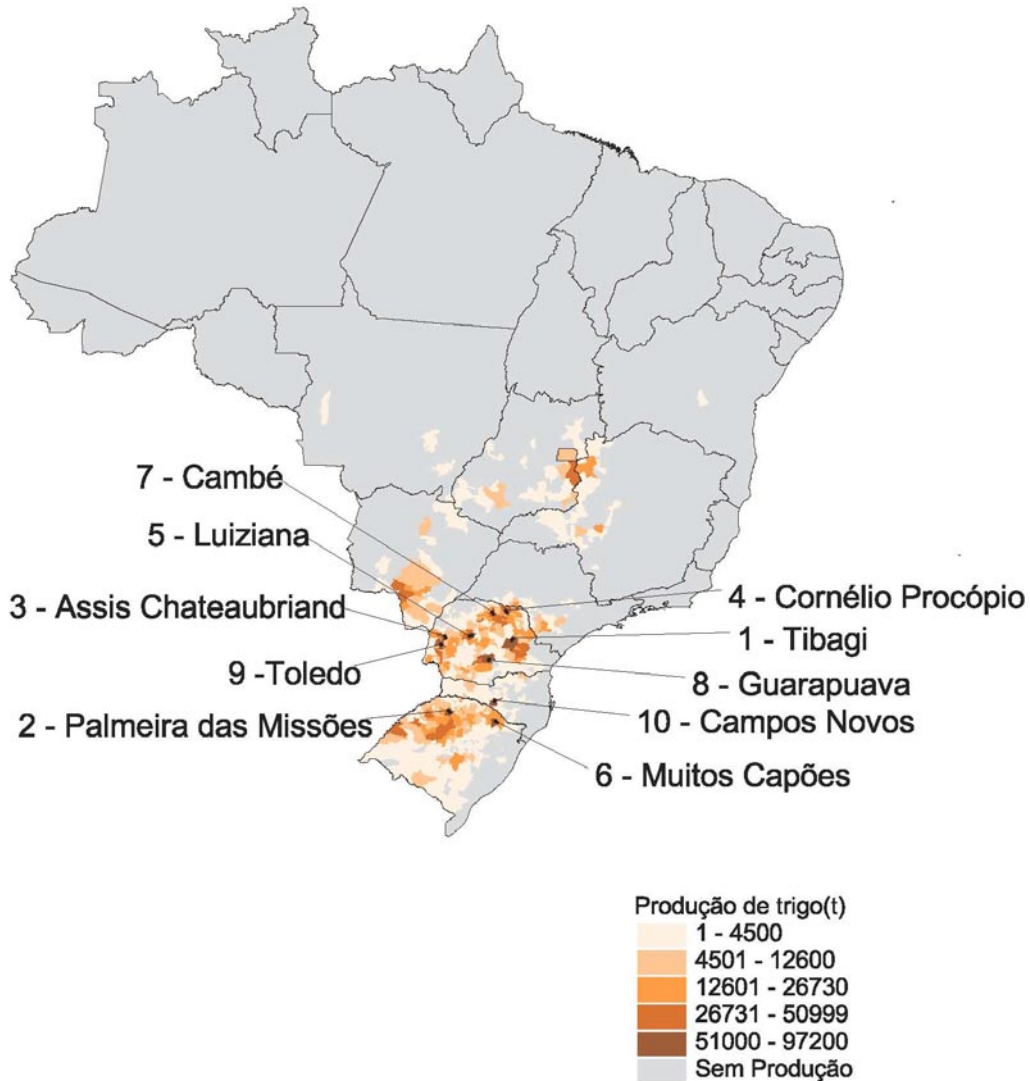 7 - Cambé
5 - Luiziana
3 - Assis Chateaubriand
9 -Toledo
2 - Palmeira das Missões
4 - Cornélio Procópio
1 - Tibagi
8 - Guarapuava
10 - Campos Novos
6 - Muitos Capões
Produção de trigo(t)
1 - 4500
4501 - 12600
12601 - 26730
26731 - 50999
51000 - 97200
Sem Produção